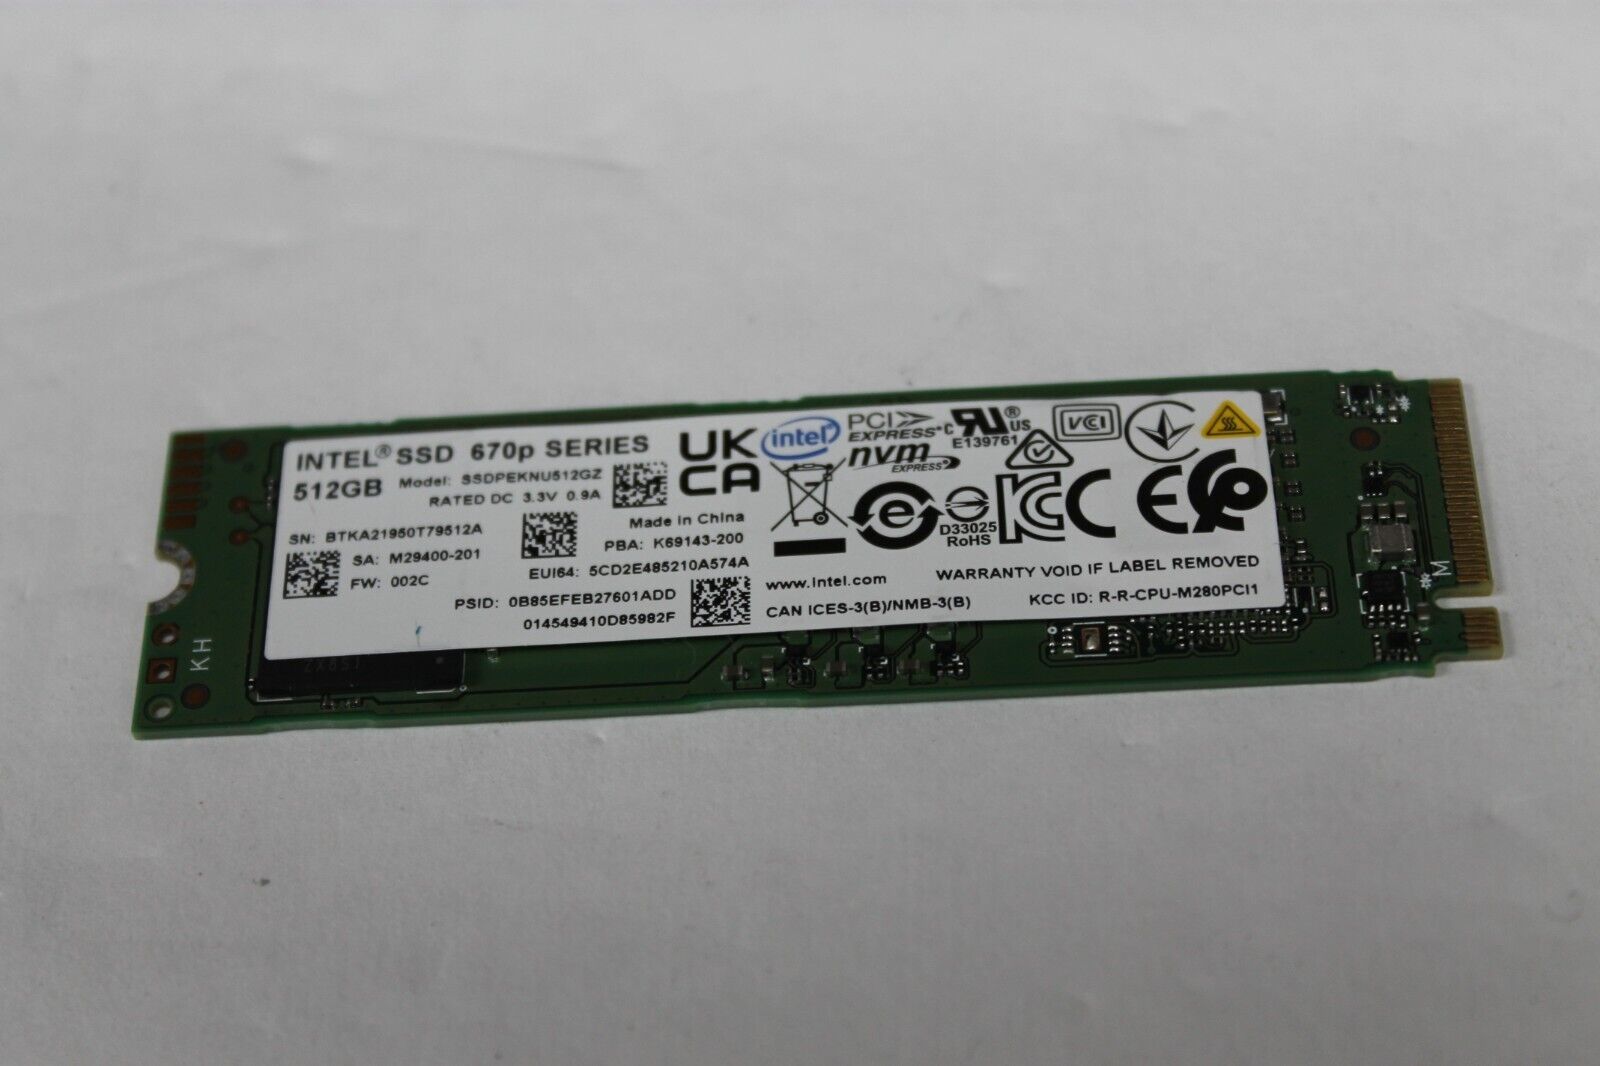 INTEL® SSD 670p SERIES
512GB Model: SSDPEKNU512GZ
RATED DC 3.3V 0.9A
SN: BTKA21950T79512A
SA: M29400-201
FW: 002C
Made in China
PBA: K69143-200
EUI64: 5CD2E485210A574A
PSID: 0B85EFEB27601ADD
014549410D85982F
UK
CA
intel
PCI
EXPRESS®
nvm
EXPRESS
c RU® US
E139761
VCI
D33025
RoHS
KCC
CE
www.intel.com
WARRANTY VOID IF LABEL REMOVED
CAN ICES-3(B)/NMB-3(B)
KCC ID: R-R-CPU-M280PCI1
KH
M